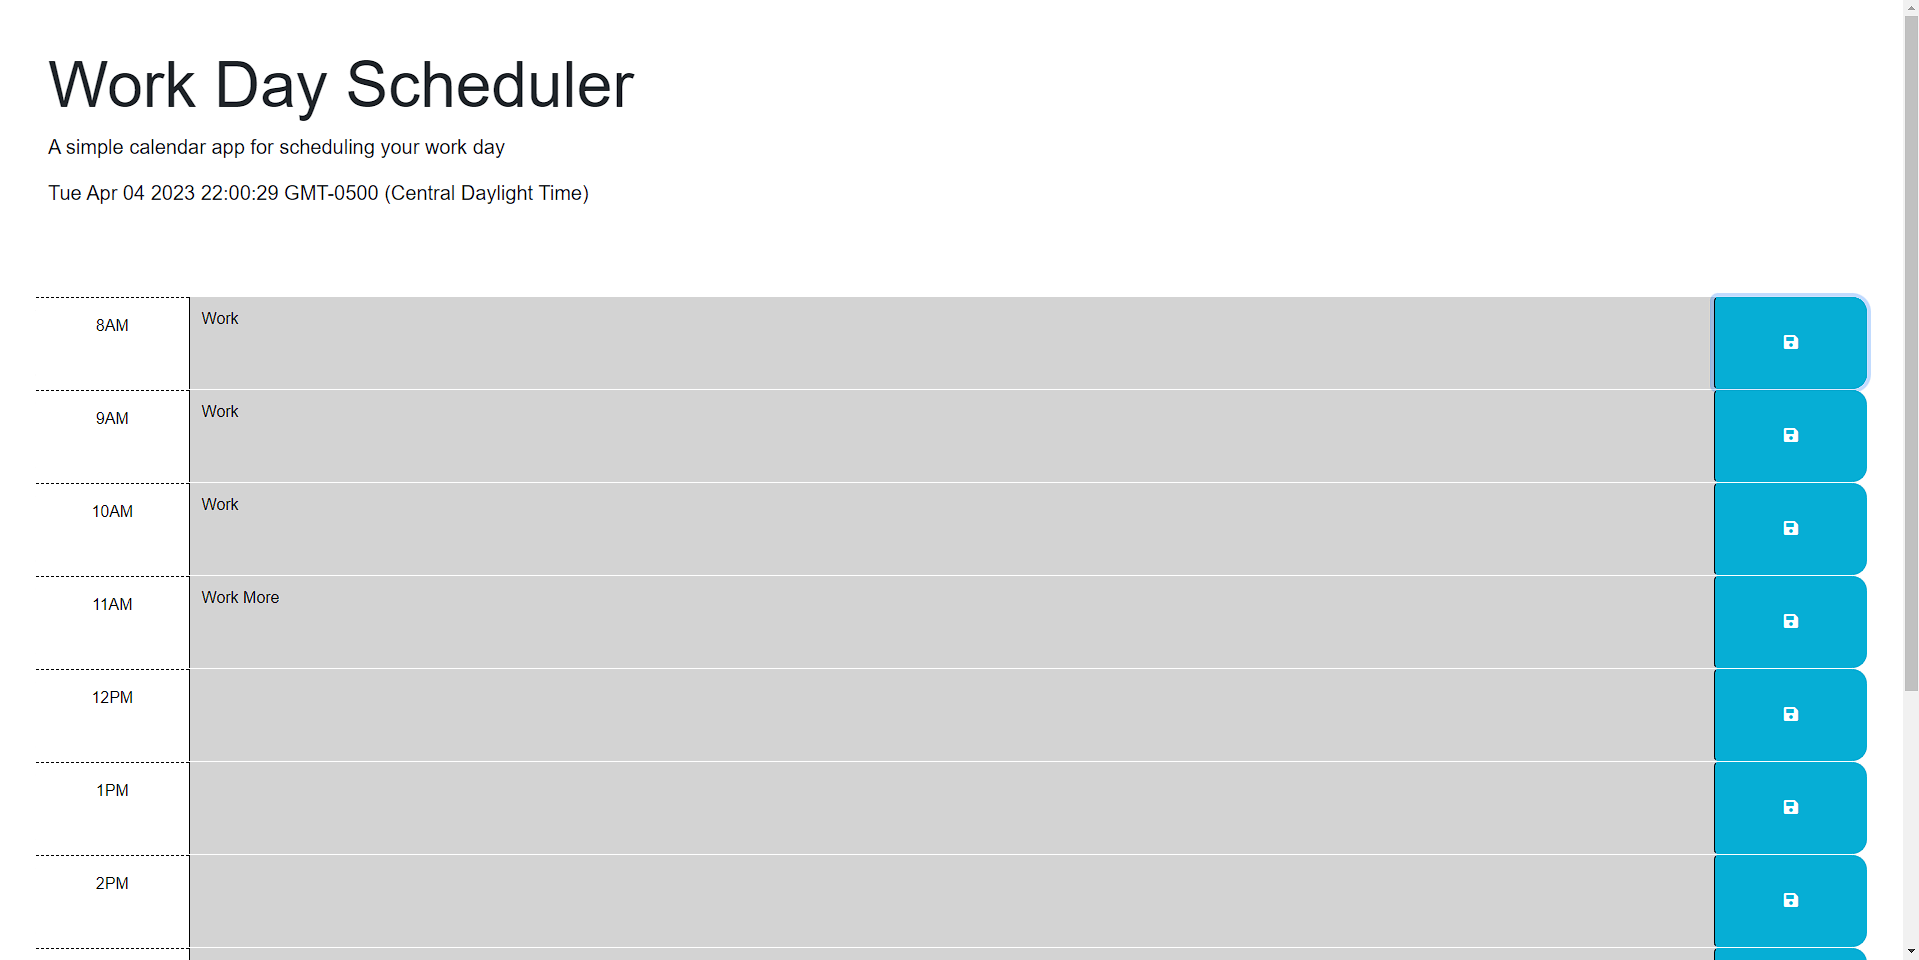 Work Day Scheduler
A simple calendar app for scheduling your work day
Tue Apr 04 2023 22:00:29 GMT-0500 (Central Daylight Time)
8AM
Work
9AM
Work
10AM
Work
11AM
Work More
12PM
1PM
2PM